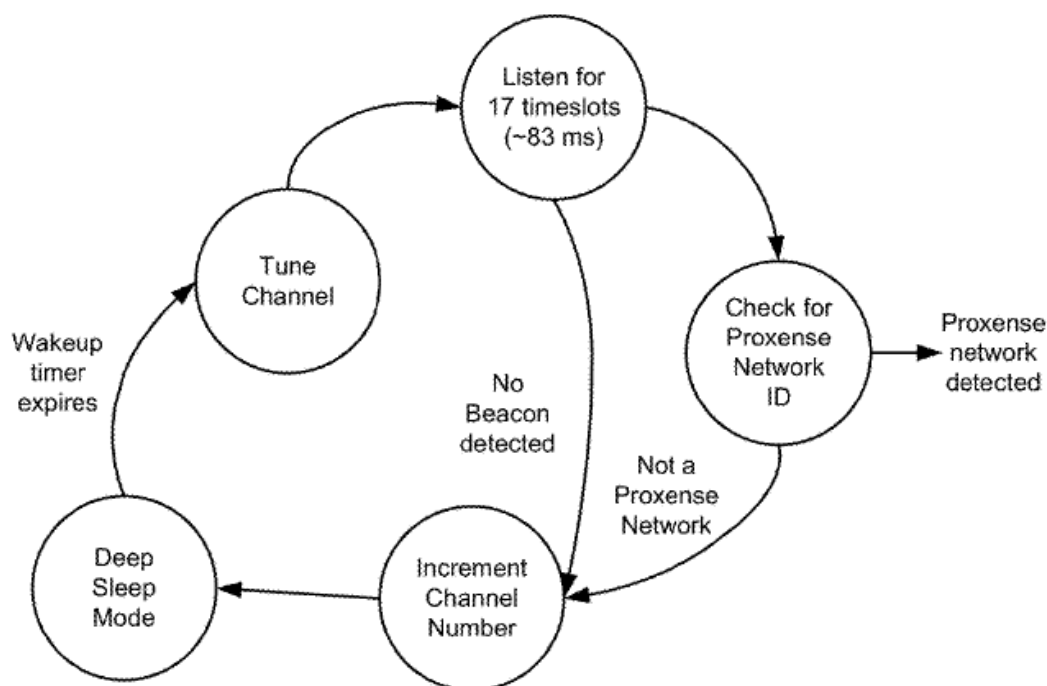 Listen for
17 timeslots
(~83 ms)
Tune
Channel
Check for
Proxense
Network
ID
Proxense
network
detected
Wakeup
timer
expires
No
Beacon
detected
Not a
Proxense
Network
Deep
Sleep
Mode
Increment
Channel
Number